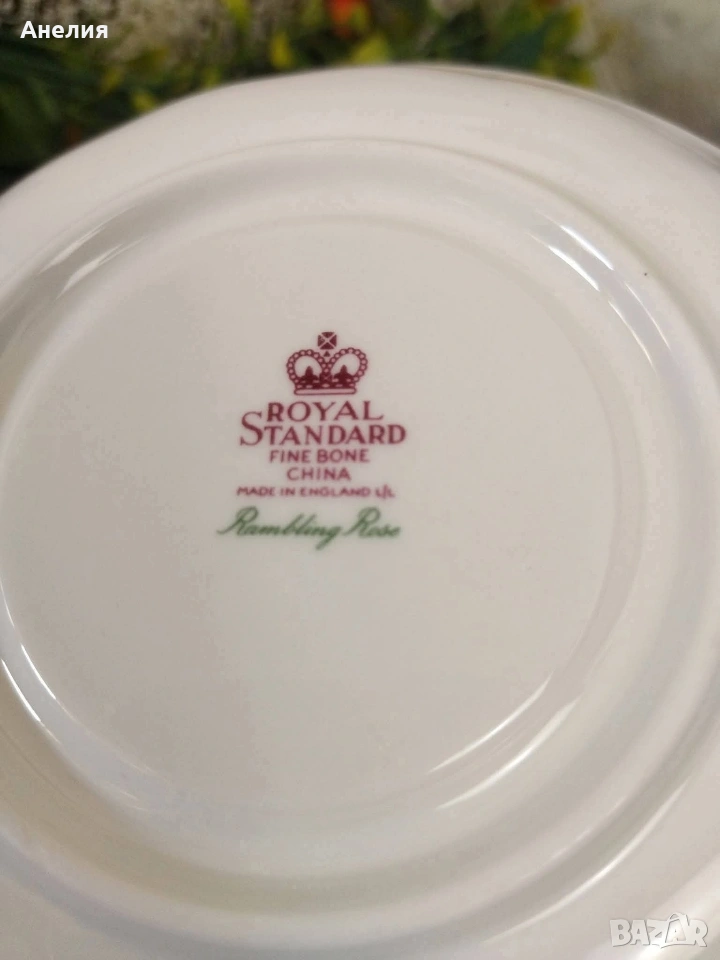 Анелия
ROYAL
STANDARD
FINE BONE
CHINA
MADE IN ENGLAND
Rambling Rose
BAZAR